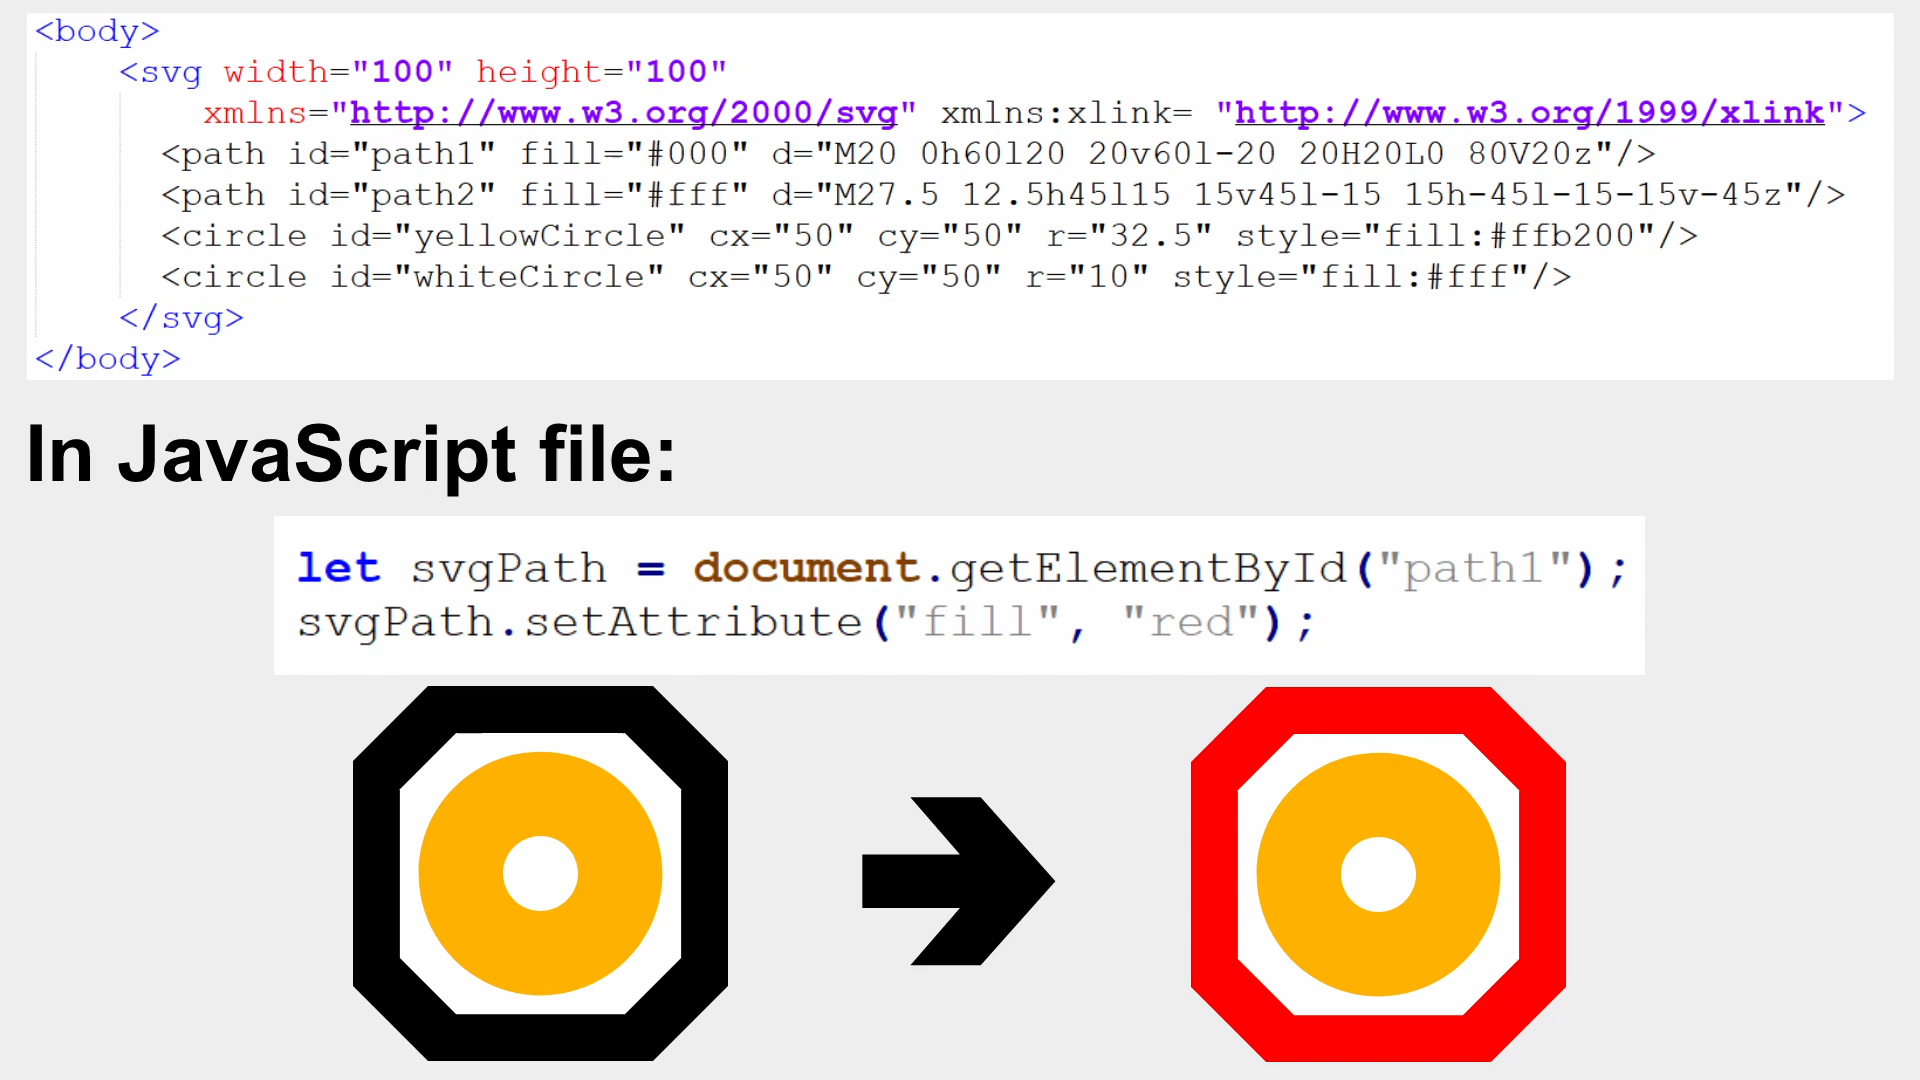 <body>
<svg width="100" height="100"
xmlns="http://www.w3.org/2000/svg" xmlns:xlink= "http://www.w3.org/1999/xlink">
<path id="path1" fill="#000" d="M20 0h60l20 20v60l-20 20H20L0 80V20z"/>
<path id="path2" fill="#fff" d="M27.5 12.5h45l15 15v45l-15 15h-45l-15-15v-45z"/>
<circle id="yellowCircle" cx="50" cy="50" r="32.5" style="fill:#ffb200"/>
<circle id="whiteCircle" cx="50" cy="50" r="10" style="fill:#fff"/>
</svg>
</body>
In JavaScript file:
let svgPath = document.getElementById("path1");
svgPath.setAttribute("fill", "red");